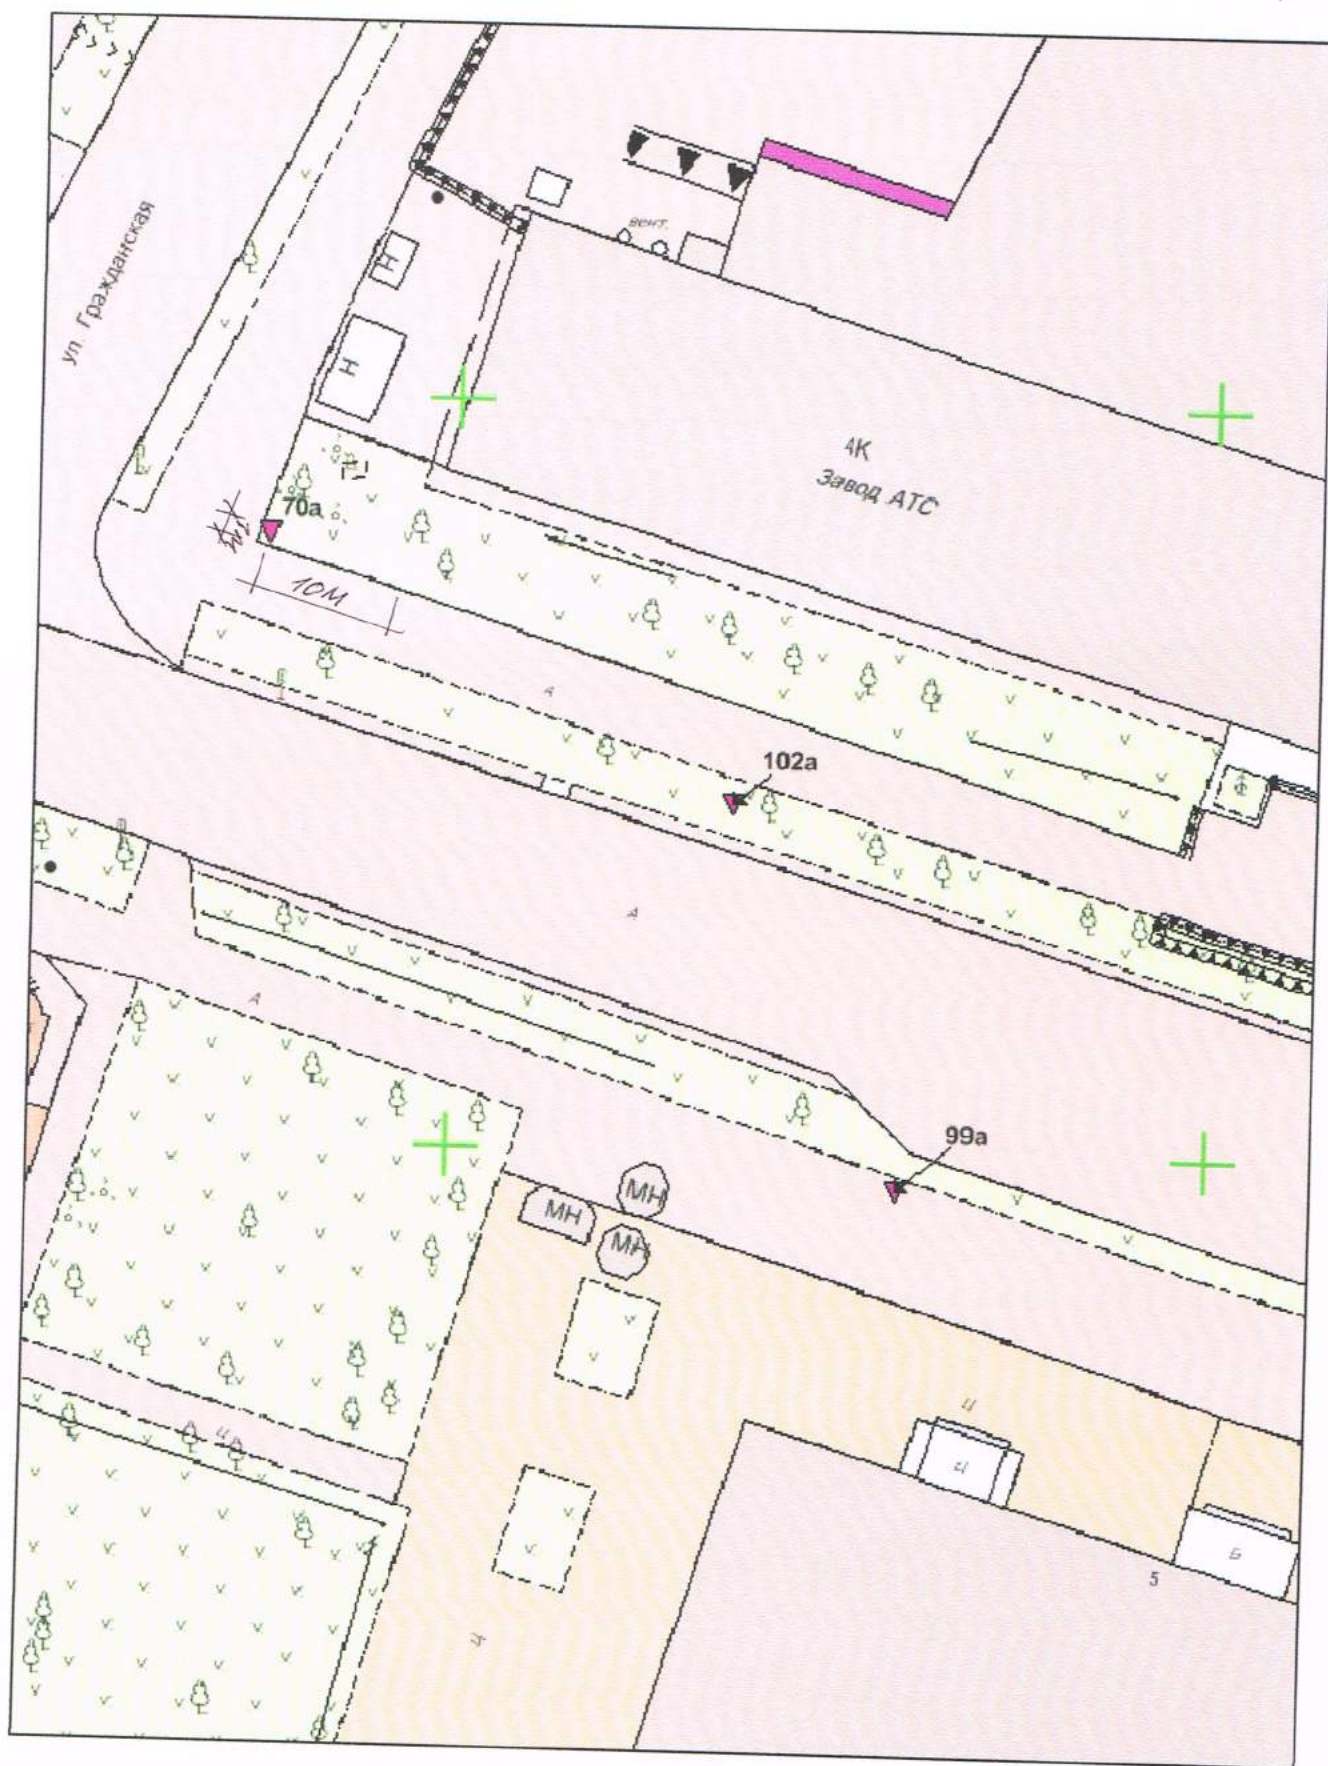 ул. Гражданская
вент.
Н
Н
4К
Завод АТС
70а
10М
А
102а
А
А
99а
МН
МН
МН
Ц
Ц
Ц
Ц
Б
5